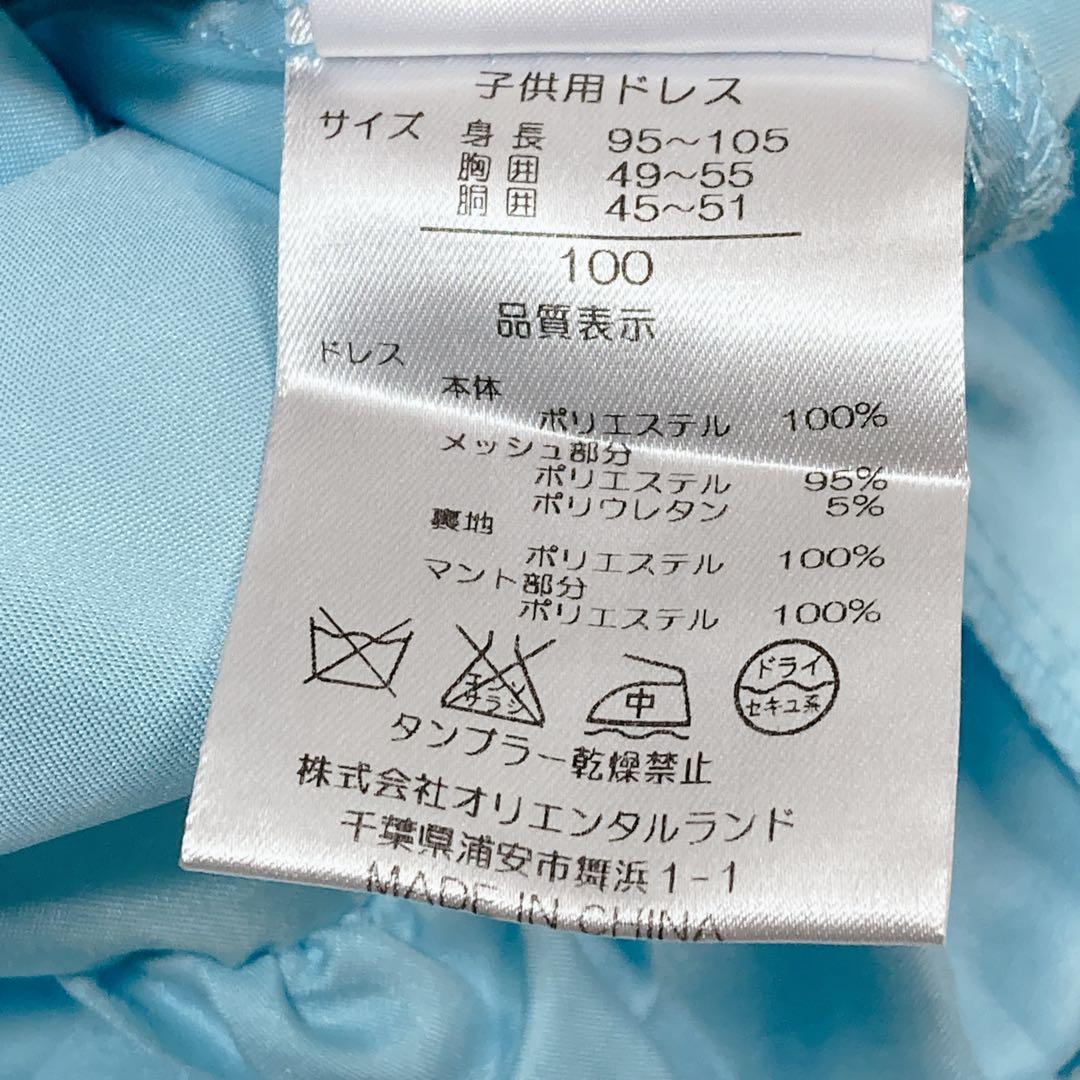 子供用ドレス
サイズ 身長 95〜105
胸囲 49〜55
胴囲 45〜51
100
品質表示
ドレス
本体
ポリエステル 100%
メッシュ部分
ポリエステル 95%
ポリウレタン 5%
裏地
ポリエステル 100%
マント部分
ポリエステル 100%
エンソ
サラシ
中
ドライ
セキユ系
タンブラー乾燥禁止
株式会社オリエンタルランド
千葉県浦安市舞浜1-1
MADE IN CHINA